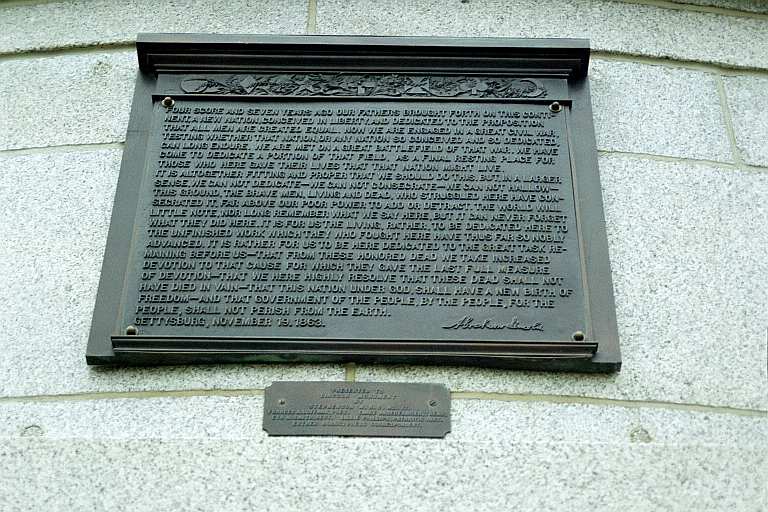 FOUR SCORE AND SEVEN YEARS AGO OUR FATHERS BROUGHT FORTH ON THIS CONTI-
NENT, A NEW NATION, CONCEIVED IN LIBERTY, AND DEDICATED TO THE PROPOSITION
THAT ALL MEN ARE CREATED EQUAL. NOW WE ARE ENGAGED IN A GREAT CIVIL WAR,
TESTING WHETHER THAT NATION OR ANY NATION SO CONCEIVED AND SO DEDICATED,
CAN LONG ENDURE. WE ARE MET ON A GREAT BATTLEFIELD OF THAT WAR. WE HAVE
COME TO DEDICATE A PORTION OF THAT FIELD, AS A FINAL RESTING PLACE FOR
THOSE WHO HERE GAVE THEIR LIVES THAT THAT NATION MIGHT LIVE.
IT IS ALTOGETHER FITTING AND PROPER THAT WE SHOULD DO THIS. BUT, IN A LARGER
SENSE, WE CAN NOT DEDICATE—WE CAN NOT CONSECRATE—WE CAN NOT HALLOW—
THIS GROUND. THE BRAVE MEN, LIVING AND DEAD, WHO STRUGGLED HERE HAVE CON-
SECRATED IT, FAR ABOVE OUR POOR POWER TO ADD OR DETRACT. THE WORLD WILL
LITTLE NOTE, NOR LONG REMEMBER WHAT WE SAY HERE, BUT IT CAN NEVER FORGET
WHAT THEY DID HERE. IT IS FOR US THE LIVING, RATHER, TO BE DEDICATED HERE TO
THE UNFINISHED WORK WHICH THEY WHO FOUGHT HERE HAVE THUS FAR SO NOBLY
ADVANCED. IT IS RATHER FOR US TO BE HERE DEDICATED TO THE GREAT TASK RE-
MAINING BEFORE US—THAT FROM THESE HONORED DEAD WE TAKE INCREASED
DEVOTION TO THAT CAUSE FOR WHICH THEY GAVE THE LAST FULL MEASURE
OF DEVOTION—THAT WE HERE HIGHLY RESOLVE THAT THESE DEAD SHALL NOT
HAVE DIED IN VAIN—THAT THIS NATION UNDER GOD, SHALL HAVE A NEW BIRTH OF
FREEDOM—AND THAT GOVERNMENT OF THE PEOPLE, BY THE PEOPLE, FOR THE
PEOPLE, SHALL NOT PERISH FROM THE EARTH.
GETTYSBURG, NOVEMBER 19, 1863. Abraham Lincoln
PRESENTED TO
LINCOLN MONUMENT
BY